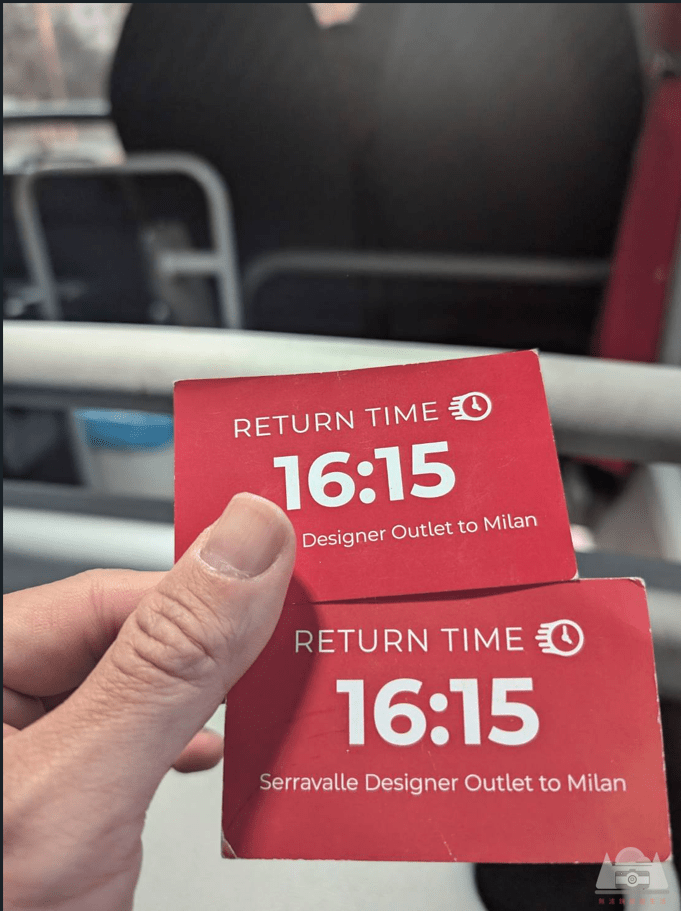 RETURN TIME
16:15
Designer Outlet to Milan
RETURN TIME
16:15
Serravalle Designer Outlet to Milan